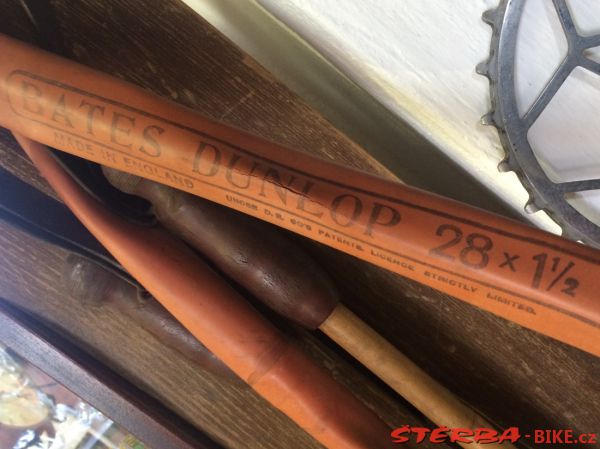 BATES - DUNLOP 28 x 1½
MADE IN ENGLAND
UNDER D. R. CO'S PATENTS. LICENCE STRICTLY LIMITED.
STERBA-BIKE.cz